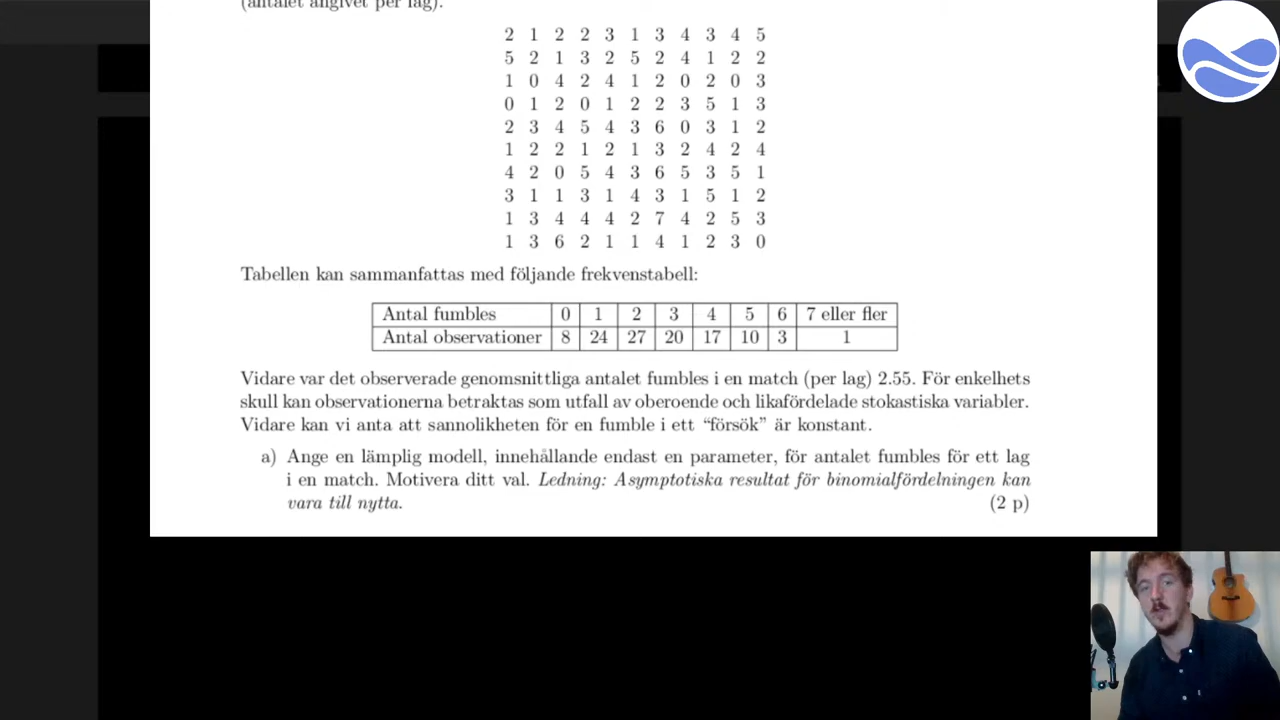 (antalet angivet per lag).
2 1 2 2 3 1 3 4 3 4 5
5 2 1 3 2 5 2 4 1 2 2
1 0 4 2 4 1 2 0 2 0 3
0 1 2 0 1 2 2 3 5 1 3
2 3 4 5 4 3 6 0 3 1 2
1 2 2 1 2 1 3 2 4 2 4
4 2 0 5 4 3 6 5 3 5 1
3 1 1 3 1 4 3 1 5 1 2
1 3 4 4 4 2 7 4 2 5 3
1 3 6 2 1 1 4 1 2 3 0
Tabellen kan sammanfattas med följande frekvenstabell:
Antal fumbles 0 1 2 3 4 5 6 7 eller fler
Antal observationer 8 24 27 20 17 10 3 1
Vidare var det observerade genomsnittliga antalet fumbles i en match (per lag) 2.55. För enkelhets
skull kan observationerna betraktas som utfall av oberoende och likafördelade stokastiska variabler.
Vidare kan vi anta att sannolikheten för en fumble i ett “försök” är konstant.
a) Ange en lämplig modell, innehållande endast en parameter, för antalet fumbles för ett lag
i en match. Motivera ditt val. Ledning: Asymptotiska resultat för binomialfördelningen kan
vara till nytta. (2 p)